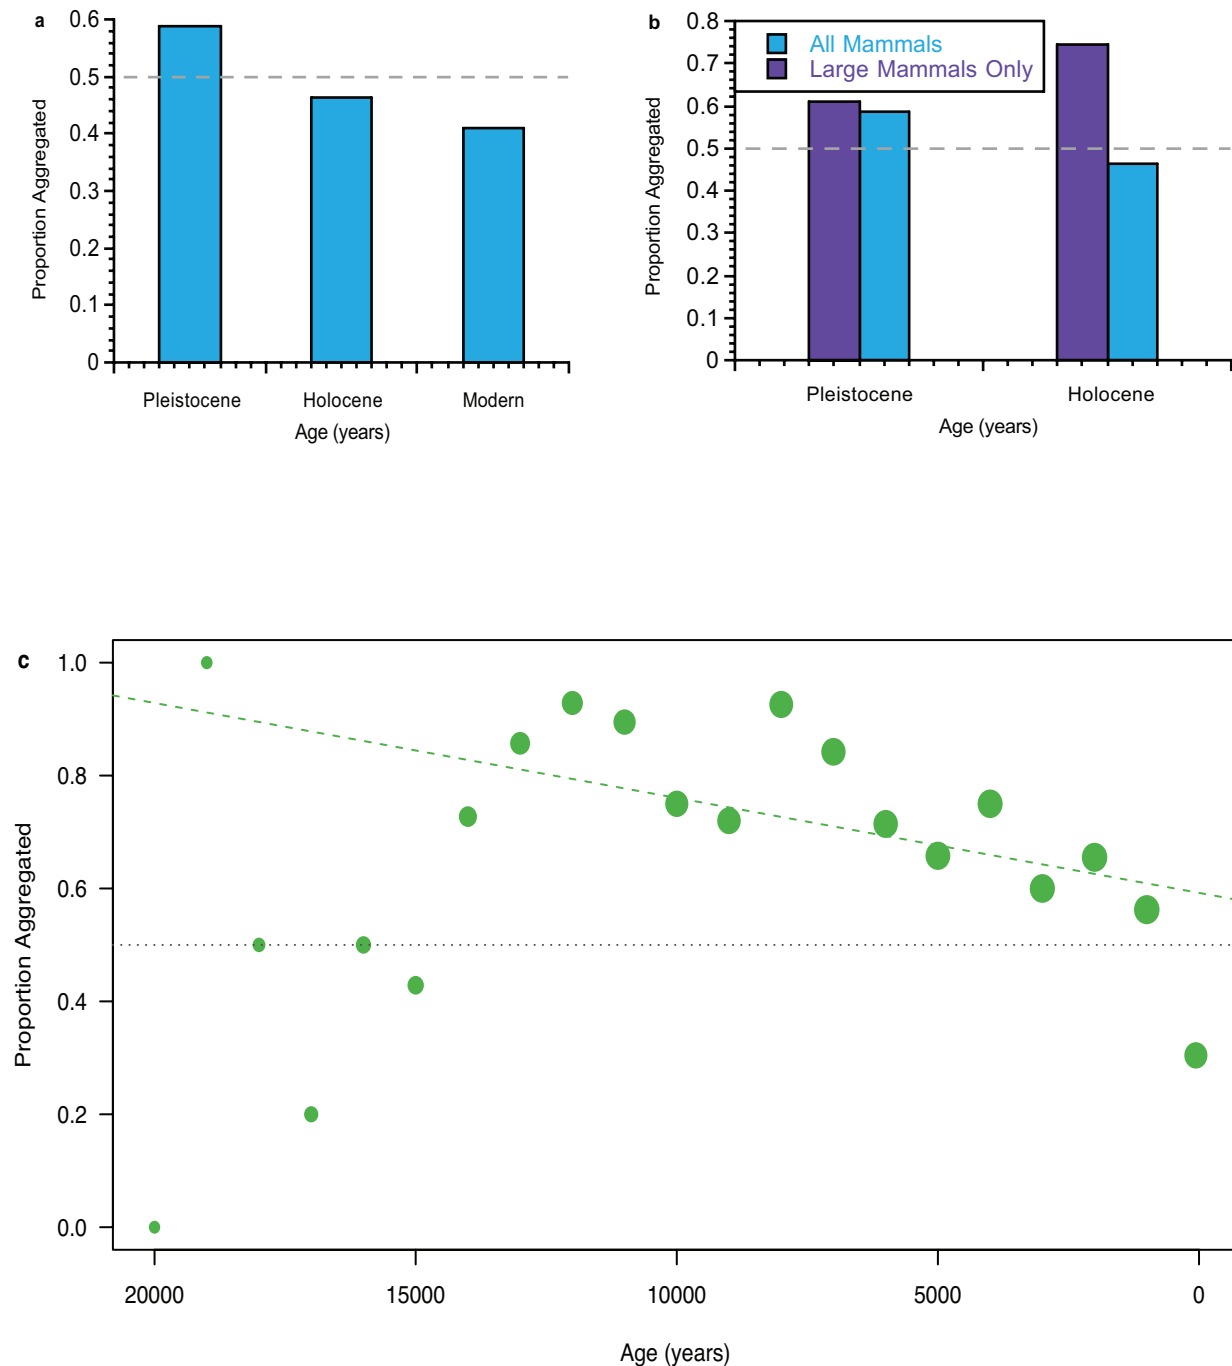 a
0.6
0.5
0.4
0.3
0.2
0.1
0
Proportion Aggregated
Pleistocene Holocene Modern
Age (years)
b
0.8
0.7
0.6
0.5
0.4
0.3
0.2
0.1
0
Proportion Aggregated
All Mammals
Large Mammals Only
Pleistocene Holocene
Age (years)
c
1.0
0.8
0.6
0.4
0.2
0.0
Proportion Aggregated
20000 15000 10000 5000 0
Age (years)